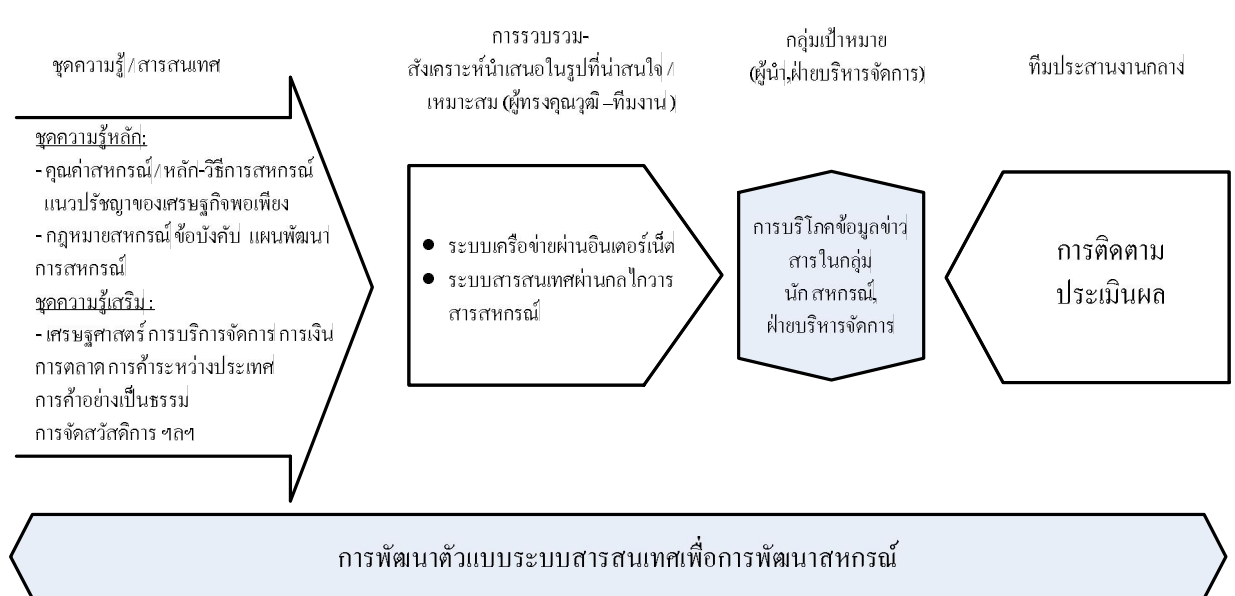 ชุดความรู้ / สารสนเทศ
ชุดความรู้หลัก:
- คุณค่าสหกรณ์ / หลัก-วิธีการสหกรณ์
แนวปรัชญาของเศรษฐกิจพอเพียง
- กฎหมายสหกรณ์ ข้อบังคับ แผนพัฒนา
การสหกรณ์
ชุดความรู้เสริม :
- เศรษฐศาสตร์ การบริการจัดการ การเงิน
การตลาด การค้าระหว่างประเทศ
การค้าอย่างเป็นธรรม
การจัดสวัสดิการ ฯลฯ
การรวบรวม-
สังเคราะห์นำเสนอในรูปที่น่าสนใจ /
เหมาะสม (ผู้ทรงคุณวุฒิ –ทีมงาน )
● ระบบเครือข่ายผ่านอินเตอร์เน็ต
● ระบบสารสนเทศผ่านกลไกวาร
สารสหกรณ์
กลุ่มเป้าหมาย
(ผู้นำ,ฝ่ายบริหารจัดการ)
การบริโภคข้อมูลข่าว
สารในกลุ่ม
นัก สหกรณ์,
ฝ่ายบริหารจัดการ
ทีมประสานงานกลาง
การติดตาม
ประเมินผล
การพัฒนาตัวแบบระบบสารสนเทศเพื่อการพัฒนาสหกรณ์